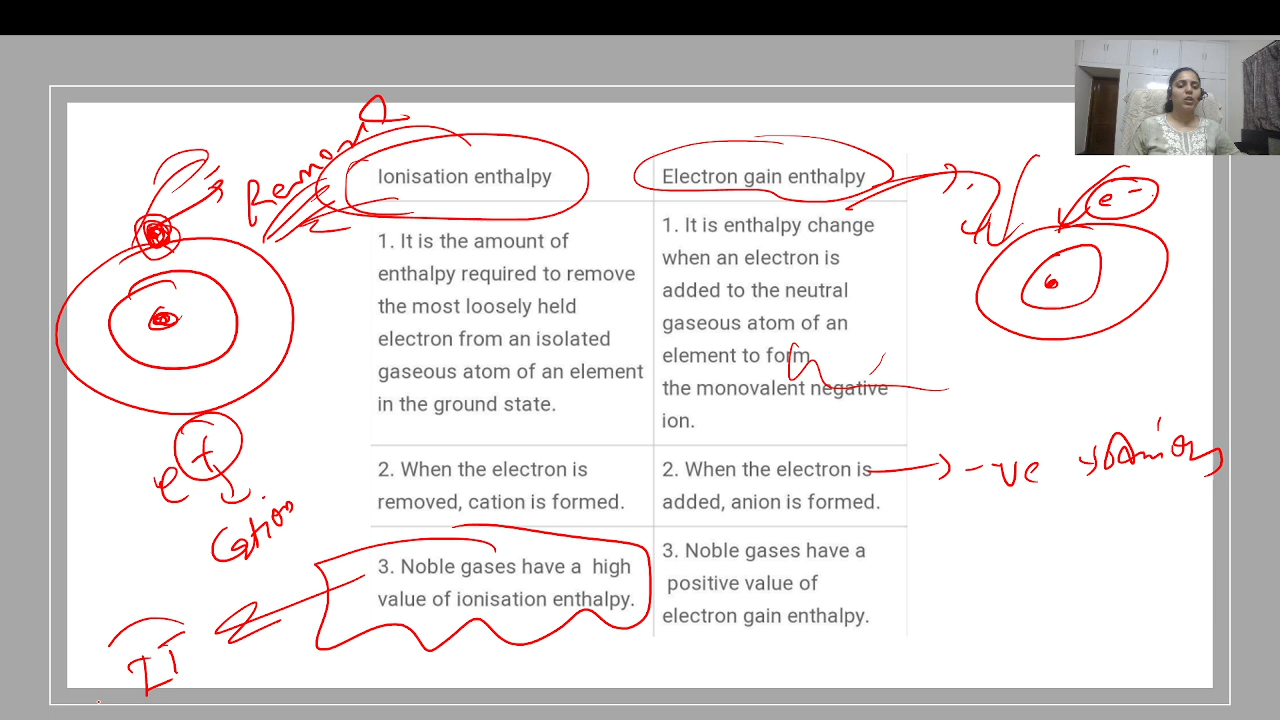 Removal
Ionisation enthalpy
Electron gain enthalpy
e-
1. It is the amount of
enthalpy required to remove
the most loosely held
electron from an isolated
gaseous atom of an element
in the ground state.
1. It is enthalpy change
when an electron is
added to the neutral
gaseous atom of an
element to form
the monovalent negative
ion.
+
Cation
2. When the electron is
removed, cation is formed.
2. When the electron is
added, anion is formed.
-ve
3. Noble gases have a high
value of ionisation enthalpy.
3. Noble gases have a
positive value of
electron gain enthalpy.